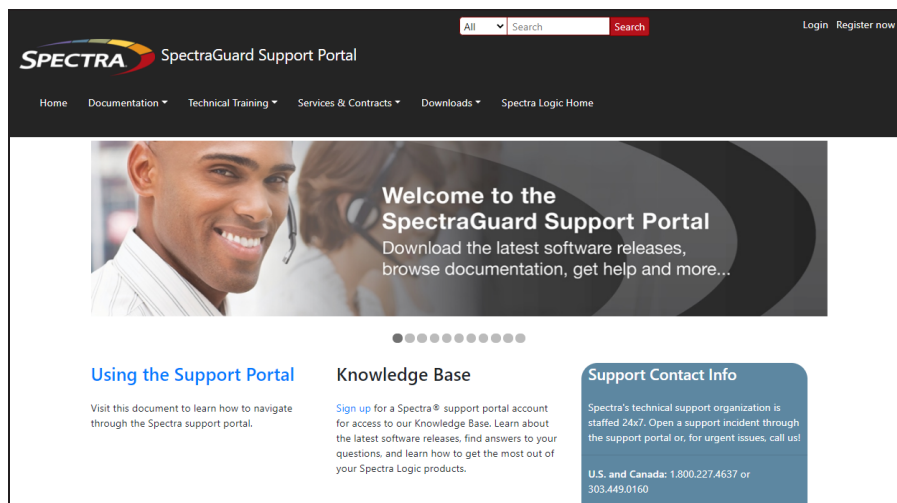 All Search Search Login Register now
SPECTRA SpectraGuard Support Portal
Home Documentation Technical Training Services & Contracts Downloads Spectra Logic Home
Welcome to the
SpectraGuard Support Portal
Download the latest software releases,
browse documentation, get help and more...
Using the Support Portal
Visit this document to learn how to navigate
through the Spectra support portal.
Knowledge Base
Sign up for a Spectra® support portal account
for access to our Knowledge Base. Learn about
the latest software releases, find answers to your
questions, and learn how to get the most out of
your Spectra Logic products.
Support Contact Info
Spectra's technical support organization is
staffed 24x7. Open a support incident through
the support portal or, for urgent issues, call us!
U.S. and Canada: 1.800.227.4637 or
303.449.0160